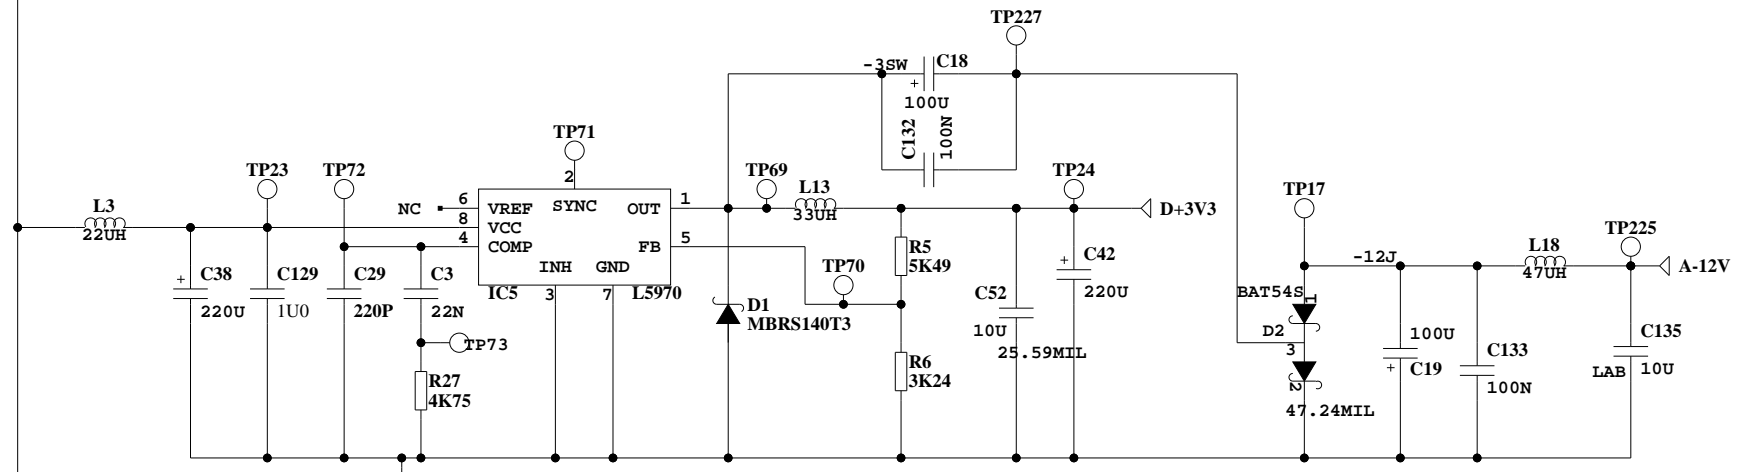 TP227
-3SW
C18
+
100U
C132
100N
TP71
2
TP23
TP72
TP69
TP24
L3
22UH
NC
6
8
4
VREF
VCC
COMP
SYNC
OUT
FB
INH
GND
1
5
IC5
3
7
L5970
L13
33UH
D+3V3
TP17
TP225
R5
5K49
TP70
+
C42
220U
-12J
L18
47UH
A-12V
+
C38
220U
C129
1U0
C29
220P
C3
22N
D1
MBRS140T3
C52
10U
25.59MIL
BAT54S
1
D2
3
2
47.24MIL
100U
+
C19
C133
100N
C135
LAB
10U
TP73
R27
4K75
R6
3K24